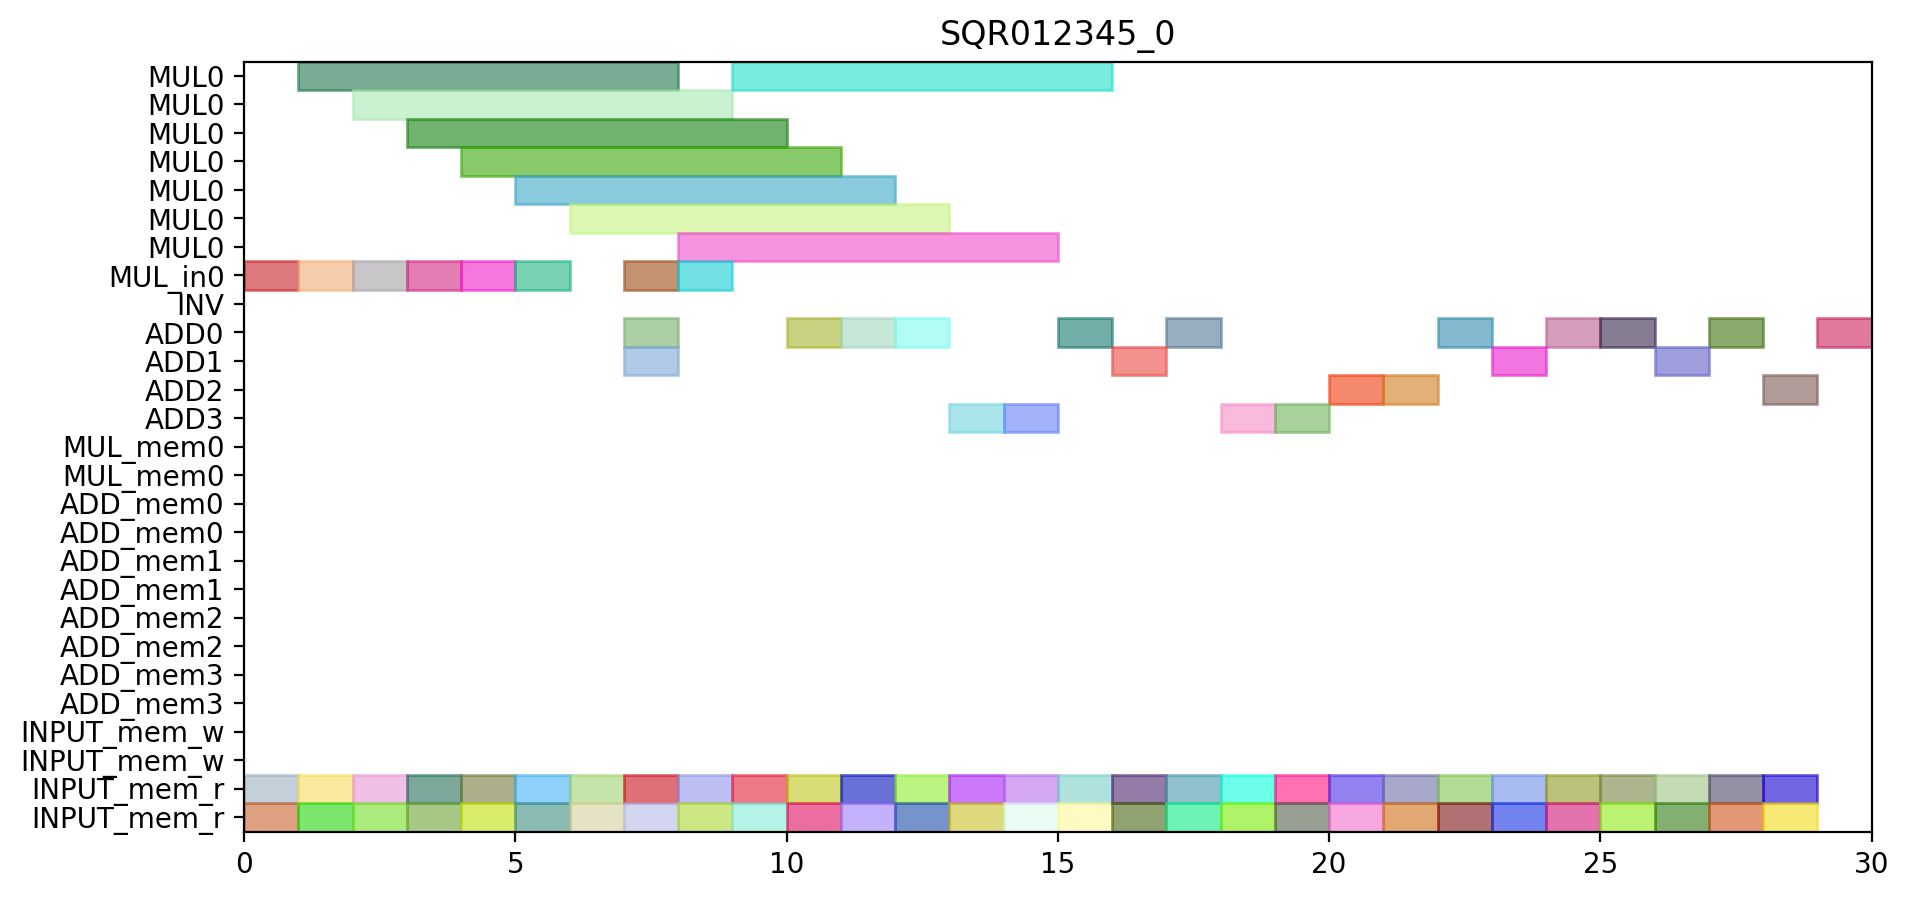 SQR012345_0
MUL0
MUL0
MUL0
MUL0
MUL0
MUL0
MUL0
MUL_in0
INV
ADD0
ADD1
ADD2
ADD3
MUL_mem0
MUL_mem0
ADD_mem0
ADD_mem0
ADD_mem1
ADD_mem1
ADD_mem2
ADD_mem2
ADD_mem3
ADD_mem3
INPUT_mem_w
INPUT_mem_w
INPUT_mem_r
INPUT_mem_r
0 5 10 15 20 25 30